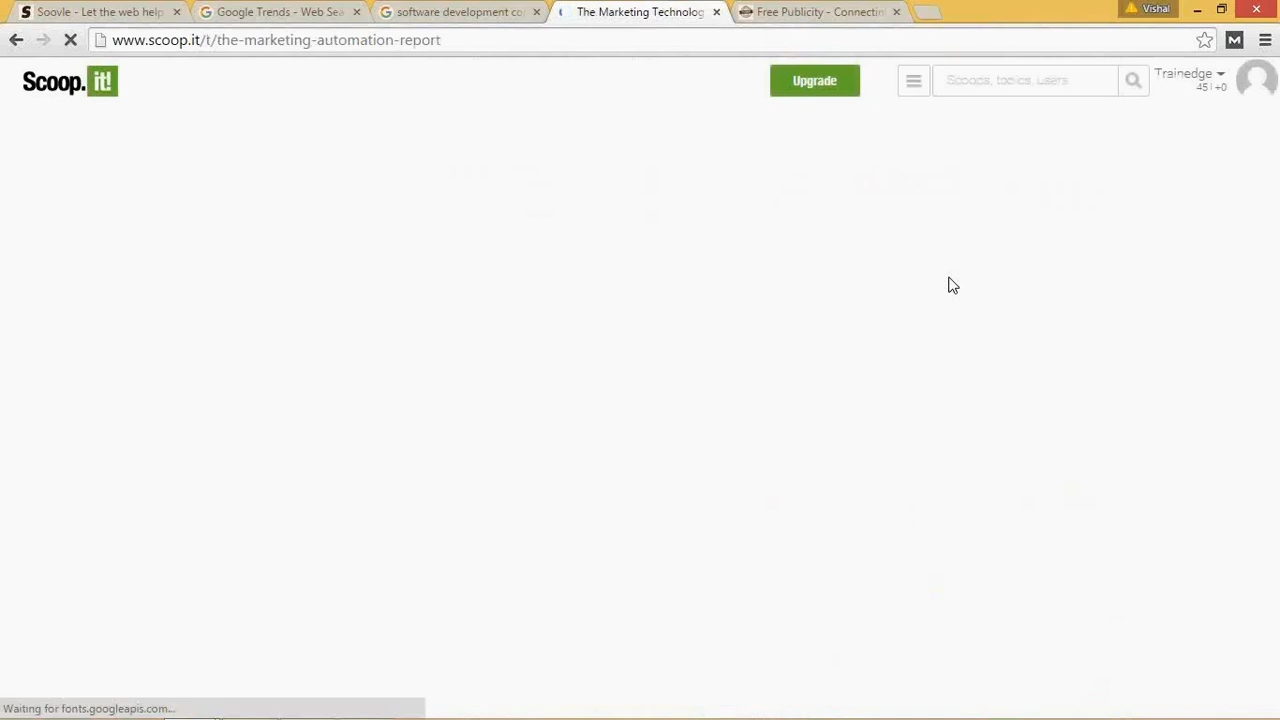 Soovle - Let the web help
Google Trends - Web Sea
software development co
The Marketing Technolog
Free Publicity - Connectin
Vishal
www.scoop.it/t/the-marketing-automation-report
Scoop.it!
Upgrade
Scoops, topics, users
Trainedge
45 | +0
Waiting for fonts.googleapis.com...